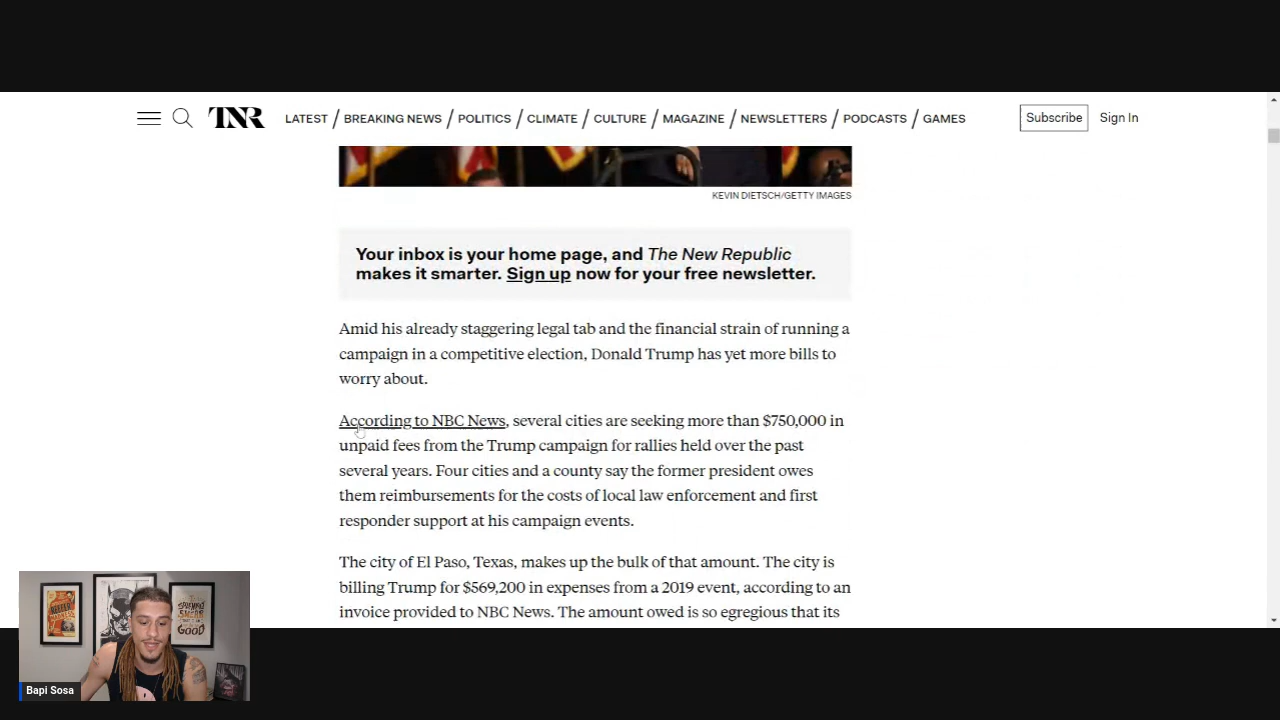 TNR
LATEST / BREAKING NEWS / POLITICS / CLIMATE / CULTURE / MAGAZINE / NEWSLETTERS / PODCASTS / GAMES
Subscribe
Sign In
KEVIN DIETSCH/GETTY IMAGES
Your inbox is your home page, and The New Republic
makes it smarter. Sign up now for your free newsletter.
Amid his already staggering legal tab and the financial strain of running a
campaign in a competitive election, Donald Trump has yet more bills to
worry about.
According to NBC News, several cities are seeking more than $750,000 in
unpaid fees from the Trump campaign for rallies held over the past
several years. Four cities and a county say the former president owes
them reimbursements for the costs of local law enforcement and first
responder support at his campaign events.
The city of El Paso, Texas, makes up the bulk of that amount. The city is
billing Trump for $569,200 in expenses from a 2019 event, according to an
invoice provided to NBC News. The amount owed is so egregious that its
GOOD
Bapi Sosa